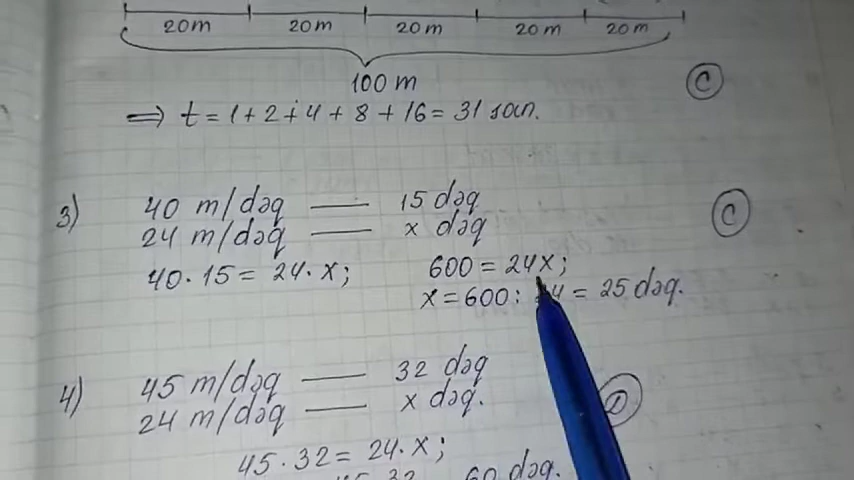 20m 20m 20m 20m 20m
100 m
C
⟹ t = 1 + 2 + 4 + 8 + 16 = 31 san.
3) 40 m/dəq — 15 dəq
C
24 m/dəq — x dəq
40 · 15 = 24 · x; 600 = 24x;
x = 600 : 24 = 25 dəq.
4) 45 m/dəq — 32 dəq
24 m/dəq — x dəq.
D
45 · 32 = 24 · x;
45 · 32 60 dəq.